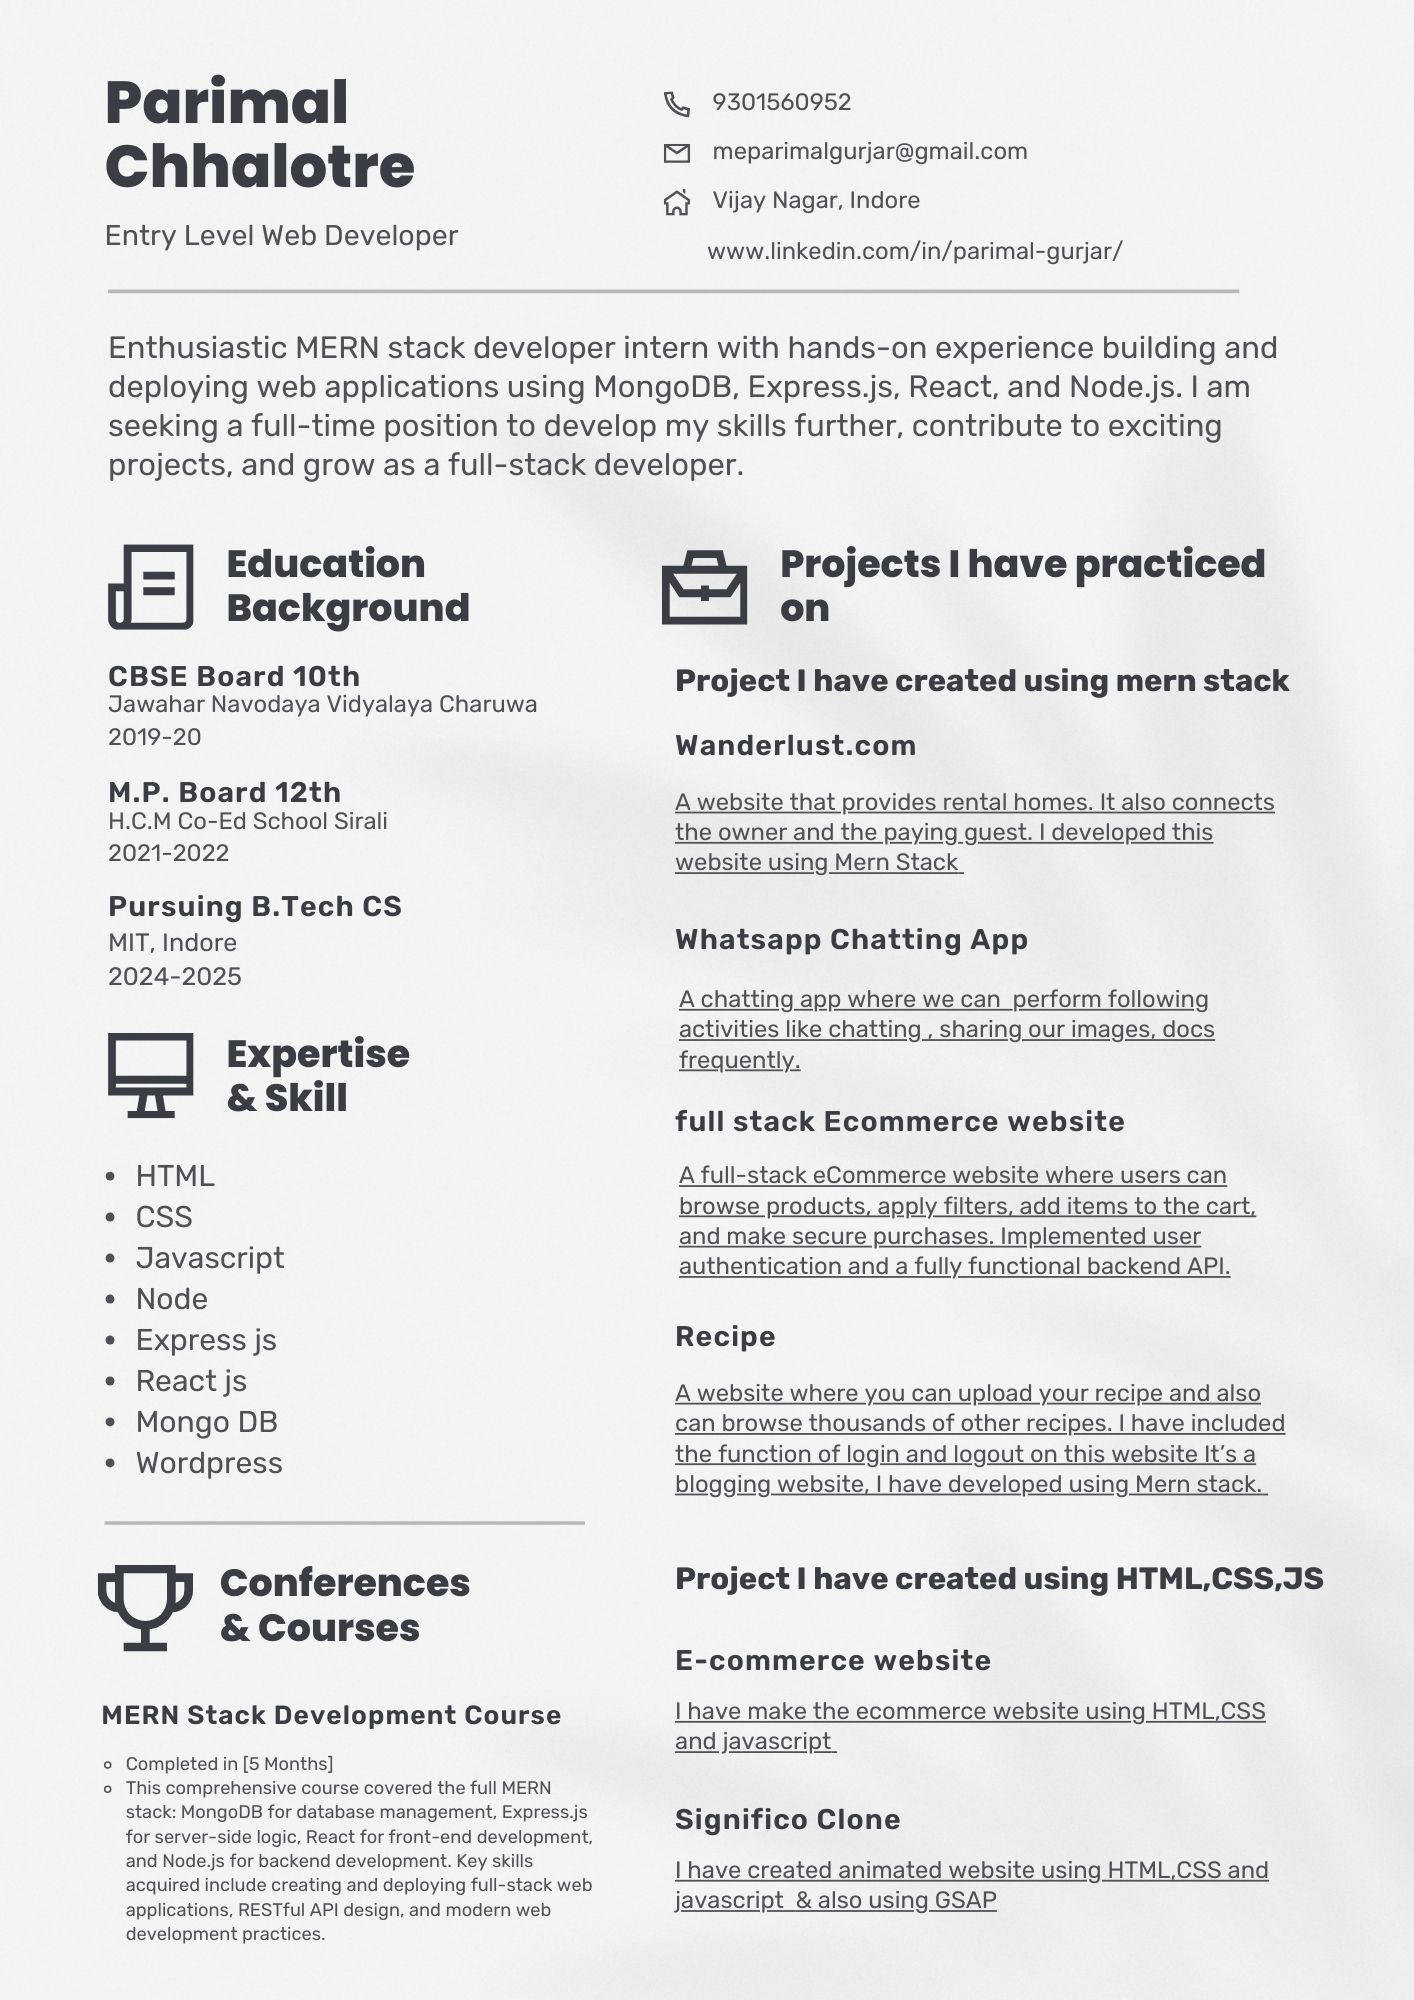 Parimal
Chhalotre
Entry Level Web Developer
9301560952
meparimalgurjar@gmail.com
Vijay Nagar, Indore
www.linkedin.com/in/parimal-gurjar/
Enthusiastic MERN stack developer intern with hands-on experience building and
deploying web applications using MongoDB, Express.js, React, and Node.js. I am
seeking a full-time position to develop my skills further, contribute to exciting
projects, and grow as a full-stack developer.
Education
Background
CBSE Board 10th
Jawahar Navodaya Vidyalaya Charuwa
2019-20
M.P. Board 12th
H.C.M Co-Ed School Sirali
2021-2022
Pursuing B.Tech CS
MIT, Indore
2024-2025
Expertise
& Skill
• HTML
• CSS
• Javascript
• Node
• Express js
• React js
• Mongo DB
• Wordpress
Conferences
& Courses
MERN Stack Development Course
Completed in [5 Months]
This comprehensive course covered the full MERN
stack: MongoDB for database management, Express.js
for server-side logic, React for front-end development,
and Node.js for backend development. Key skills
acquired include creating and deploying full-stack web
applications, RESTful API design, and modern web
development practices.
Projects I have practiced
on
Project I have created using mern stack
Wanderlust.com
A website that provides rental homes. It also connects
the owner and the paying guest. I developed this
website using Mern Stack
Whatsapp Chatting App
A chatting app where we can  perform following
activities like chatting , sharing our images, docs
frequently.
full stack Ecommerce website
A full-stack eCommerce website where users can
browse products, apply filters, add items to the cart,
and make secure purchases. Implemented user
authentication and a fully functional backend API.
Recipe
A website where you can upload your recipe and also
can browse thousands of other recipes. I have included
the function of login and logout on this website It’s a
blogging website, I have developed using Mern stack.
Project I have created using HTML,CSS,JS
E-commerce website
I have make the ecommerce website using HTML,CSS
and javascript
Significo Clone
I have created animated website using HTML,CSS and
javascript  & also using GSAP